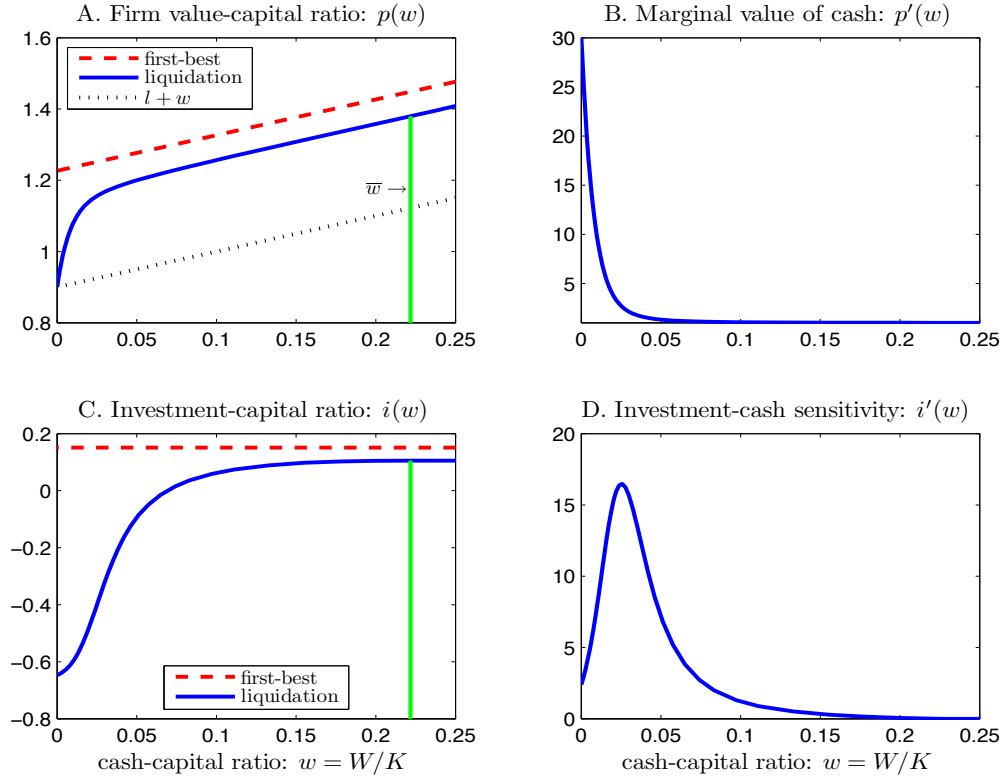 A. Firm value-capital ratio: p(w)
1.6
1.4
1.2
1
0.8
0 0.05 0.1 0.15 0.2 0.25
first-best
liquidation
l + w
w̅ →
B. Marginal value of cash: p′(w)
30
25
20
15
10
5
0 0.05 0.1 0.15 0.2 0.25
C. Investment-capital ratio: i(w)
0.2
0
−0.2
−0.4
−0.6
−0.8
0 0.05 0.1 0.15 0.2 0.25
first-best
liquidation
cash-capital ratio: w = W/K
D. Investment-cash sensitivity: i′(w)
20
15
10
5
0
0 0.05 0.1 0.15 0.2 0.25
cash-capital ratio: w = W/K